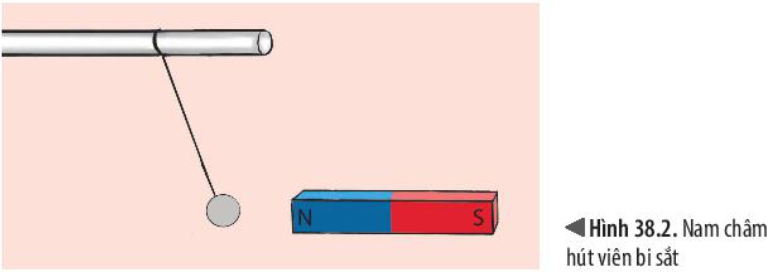 N S
◀ Hình 38.2. Nam châm
hút viên bi sắt